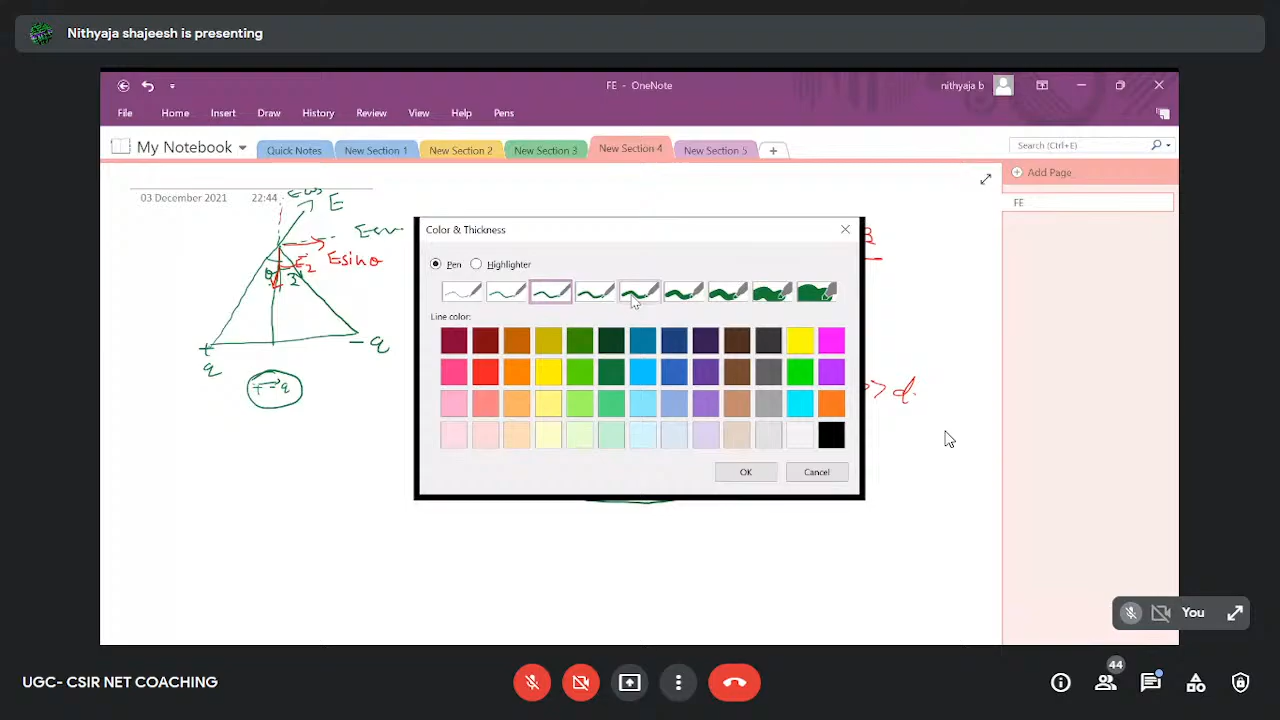 Nithyaja shajeesh is presenting
FE - OneNote
nithyaja b
File Home Insert Draw History Review View Help Pens
My Notebook Quick Notes New Section 1 New Section 2 New Section 3 New Section 4 New Section 5 +
Search (Ctrl+E)
Add Page
FE
03 December 2021 22:44
E
E sinθ
E2
θ
+
q
- q
+ -q
>> d.
Color & Thickness
Pen Highlighter
Line color:
OK Cancel
You
UGC- CSIR NET COACHING
44